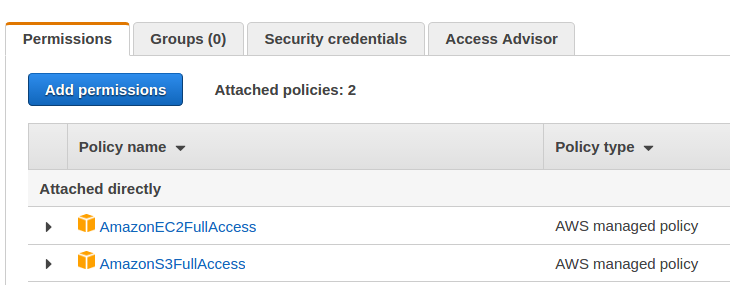 Permissions Groups (0) Security credentials Access Advisor
Add permissions Attached policies: 2
Policy name Policy type
Attached directly
AmazonEC2FullAccess AWS managed policy
AmazonS3FullAccess AWS managed policy